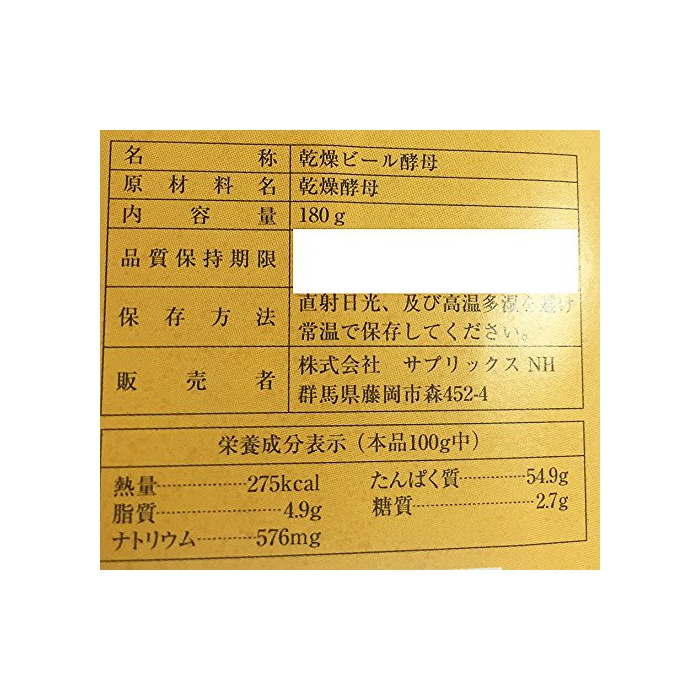 名称 乾燥ビール酵母
原材料名 乾燥酵母
内容量 180g
品質保持期限
保存方法 直射日光、及び高温多湿を避け
常温で保存してください。
販売者 株式会社 サプリックスNH
群馬県藤岡市森452-4
栄養成分表示（本品100g中）
熱量…………275kcal たんぱく質…………54.9g
脂質…………4.9g 糖質…………2.7g
ナトリウム…………576mg